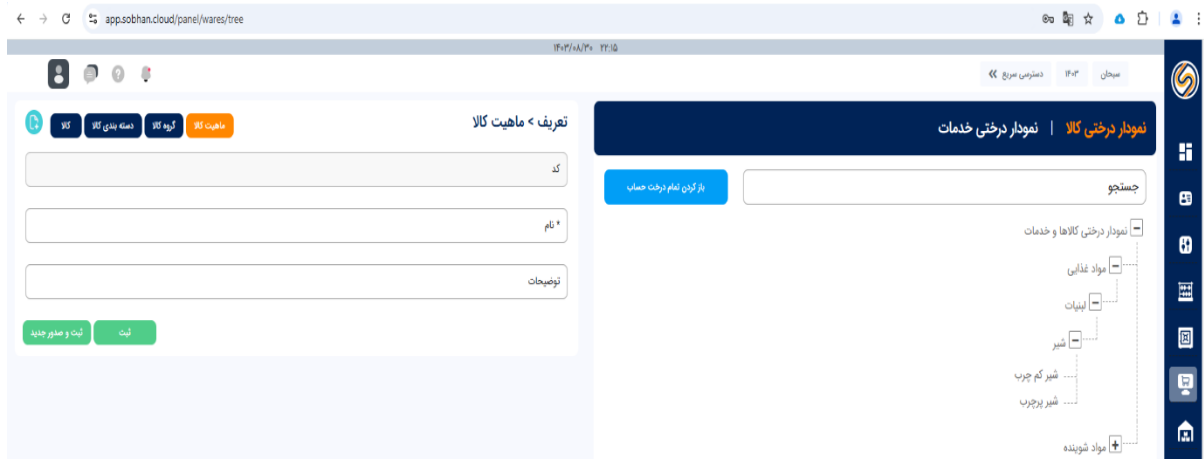 app.sobhan.cloud/panel/wares/tree
۱۴۰۳/۰۸/۳۰ ۲۲:۱۵
سبحان ۱۴۰۳ دسترسی سریع
نمودار درختی کالا | نمودار درختی خدمات
جستجو
باز کردن تمام درخت حساب
نمودار درختی کالاها و خدمات
مواد غذایی
لبنیات
شیر
شیر کم چرب
شیر پرچرب
مواد شوینده
تعریف > ماهیت کالا
ماهیت کالا گروه کالا دسته بندی کالا کالا
کد
* نام
توضیحات
ثبت ثبت و صدور جدید